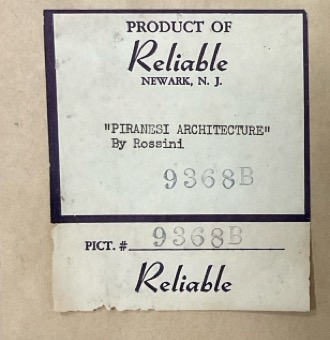 PRODUCT OF
Reliable
NEWARK, N. J.
"PIRANESI ARCHITECTURE"
By Rossini
9368B
PICT. # 9368B
Reliable